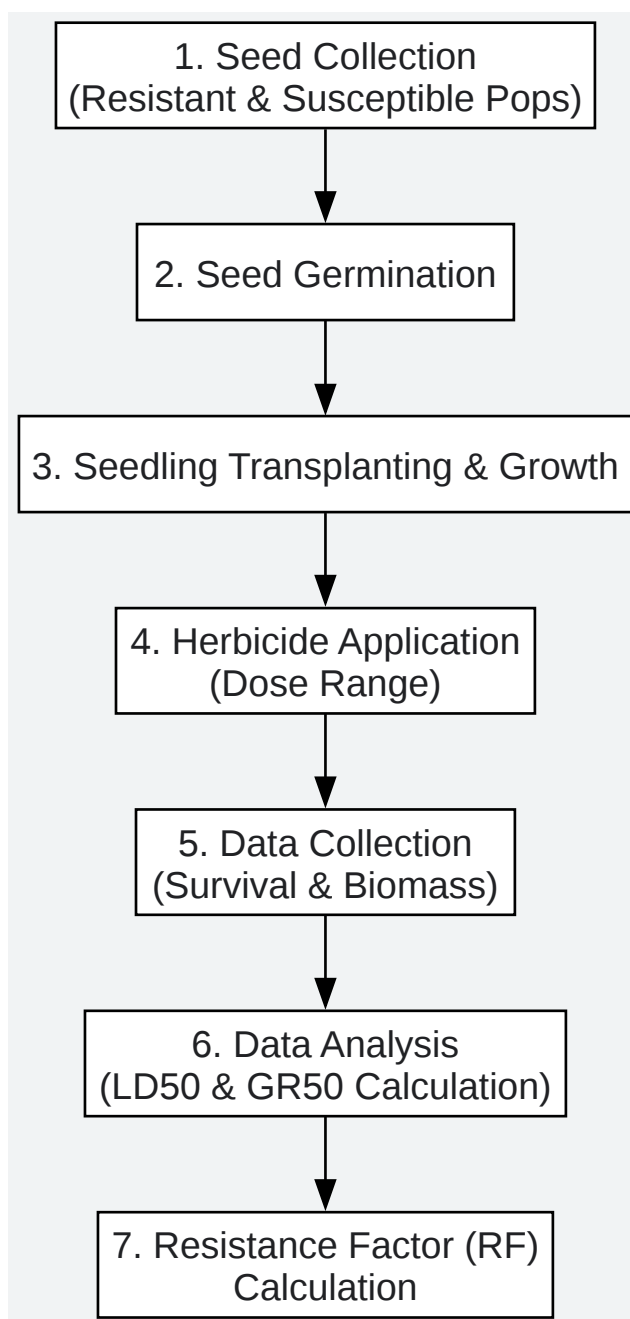 1. Seed Collection
(Resistant & Susceptible Pops)
2. Seed Germination
3. Seedling Transplanting & Growth
4. Herbicide Application
(Dose Range)
5. Data Collection
(Survival & Biomass)
6. Data Analysis
(LD50 & GR50 Calculation)
7. Resistance Factor (RF)
Calculation